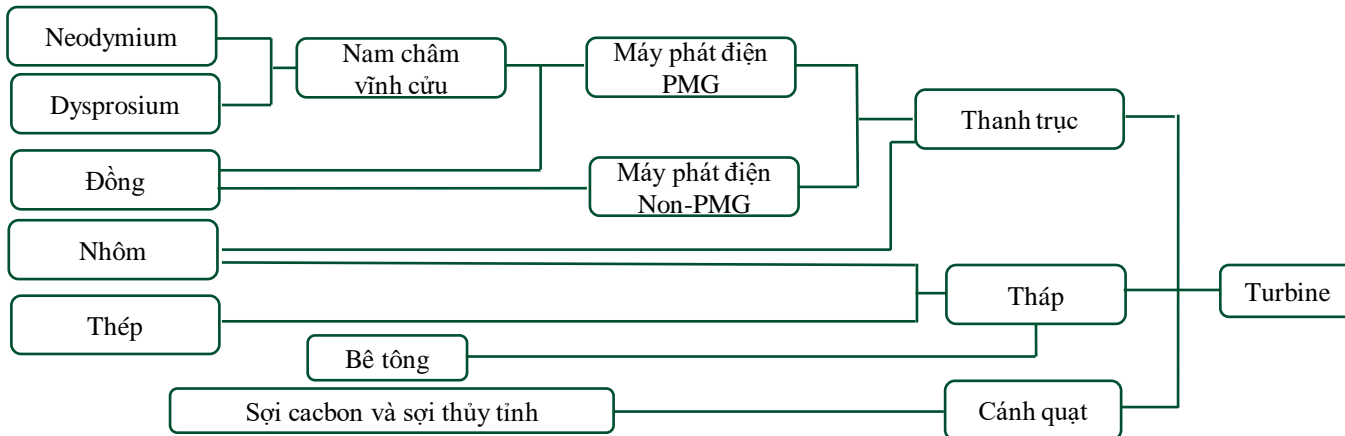 Neodymium
Nam châm
vĩnh cửu
Máy phát điện
PMG
Dysprosium
Thanh trục
Đồng
Máy phát điện
Non-PMG
Nhôm
Tháp
Turbine
Thép
Bê tông
Sợi cacbon và sợi thủy tinh
Cánh quạt